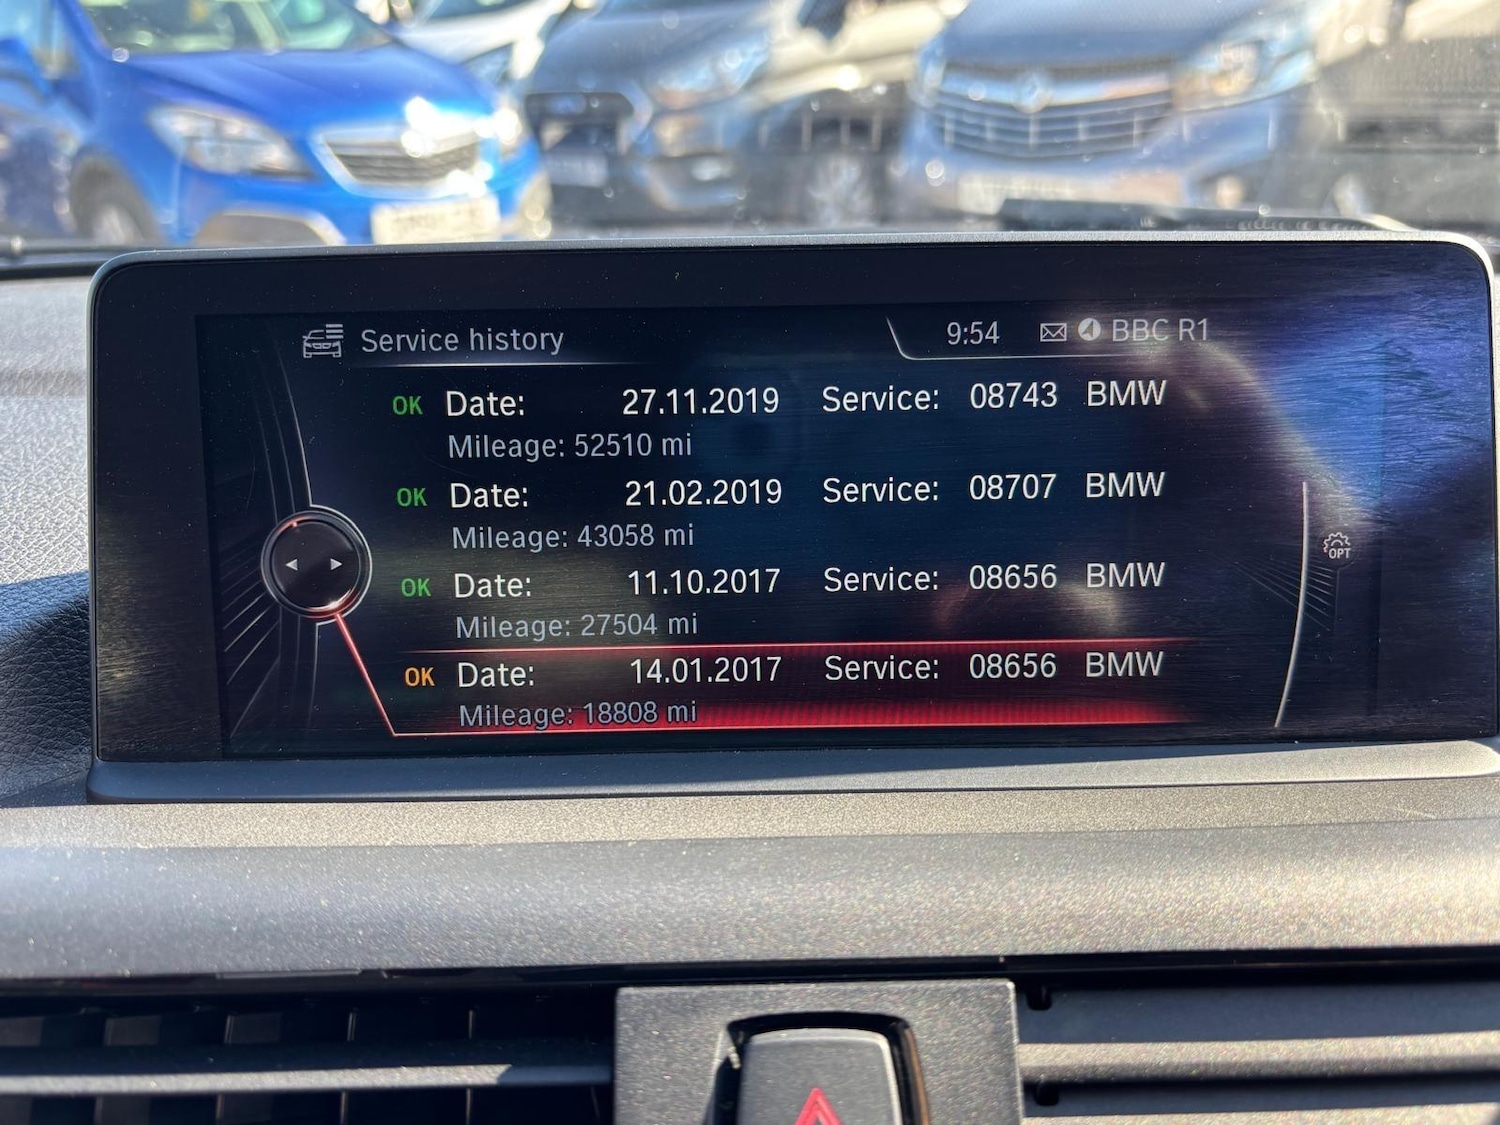 Service history
9:54 BBC R1
OK Date: 27.11.2019 Service: 08743 BMW
Mileage: 52510 mi
OK Date: 21.02.2019 Service: 08707 BMW
Mileage: 43058 mi
OK Date: 11.10.2017 Service: 08656 BMW
Mileage: 27504 mi
OPT
OK Date: 14.01.2017 Service: 08656 BMW
Mileage: 18808 mi